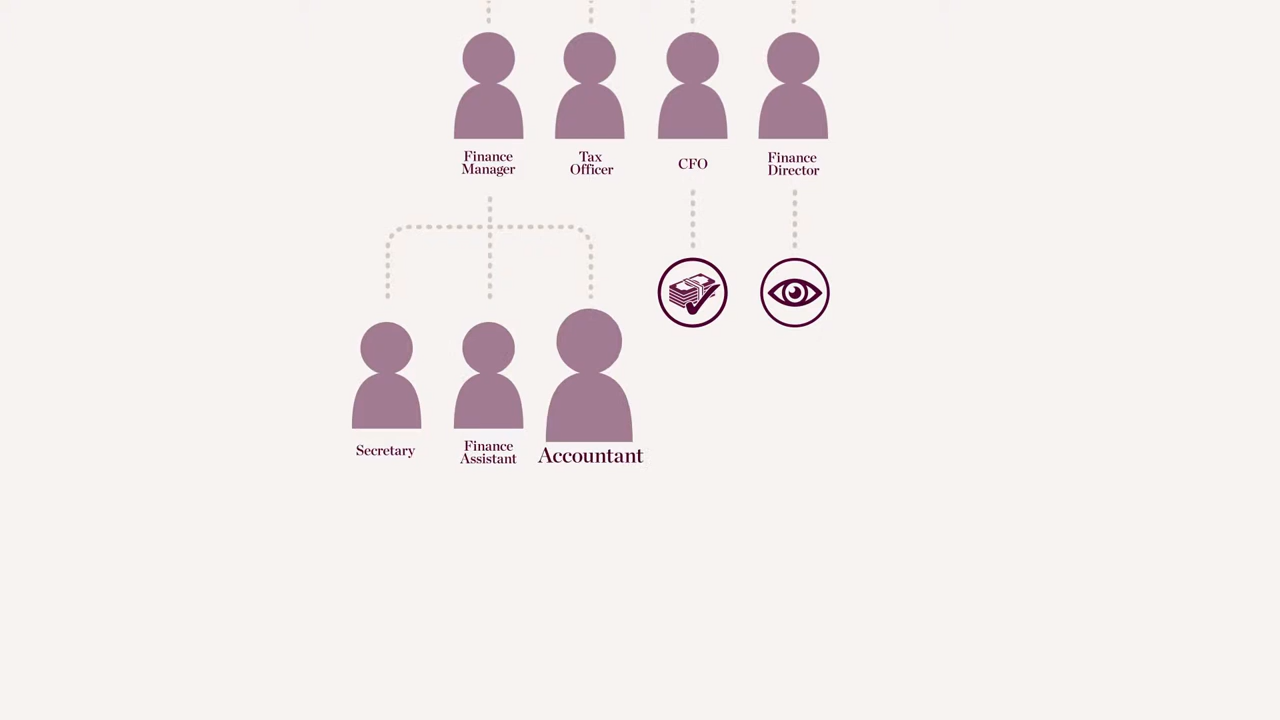 Finance
Manager
Tax
Officer
CFO
Finance
Director
Secretary
Finance
Assistant
Accountant